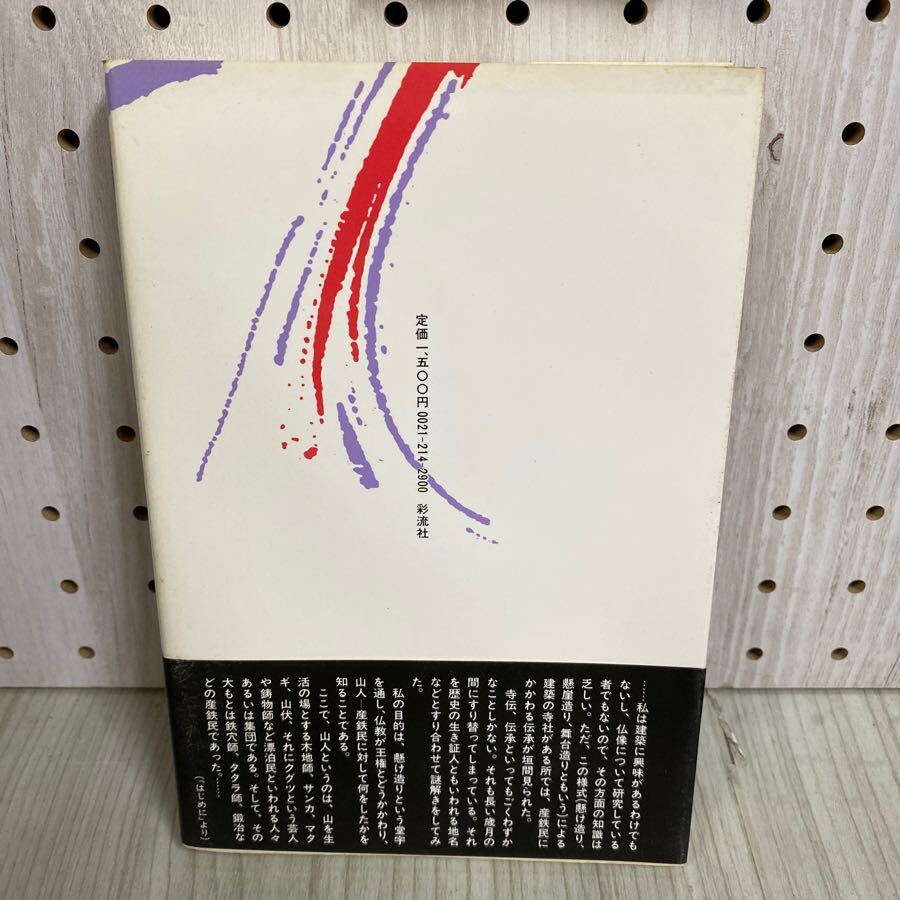 定価一、五〇〇円 0021-214-2900 彩流社
……私は建築に興味があるわけでも
ないし、仏像について研究している
者でもないので、その方面の知識は
乏しい。ただ、この様式(懸け造り、
懸崖造り、舞台造りともいう)による
建築の寺社がある所では、産鉄民に
かかわる伝承が垣間見られた。
寺伝、伝承といってもごくわずか
なことしかない。それも長い歳月の
間にすり替ってしまっている。それ
を歴史の生き証人ともいわれる地名
などとすり合わせて謎解きをしてみ
た。
私の目的は、懸け造りという堂宇
を通し、仏教が王権とどうかかわり、
山人―産鉄民に対して何をしたかを
知ることである。
ここで、山人というのは、山を生
活の場とする木地師、サンカ、マタ
ギ、山伏、それにクグツという芸人
や鋳物師など漂泊民といわれる人々
あるいは集団である。そして、その
大もとは鉄穴師、タタラ師、鍛冶な
どの産鉄民であった。……
(「はじめに」より)